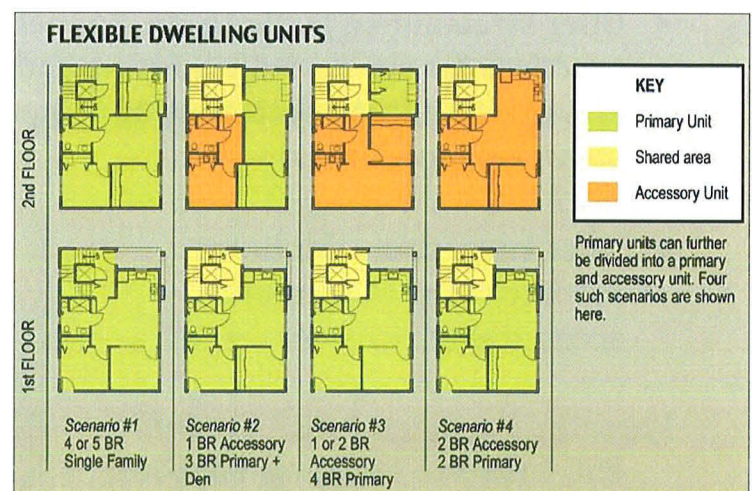 FLEXIBLE DWELLING UNITS
2nd FLOOR
1st FLOOR
KEY
Primary Unit
Shared area
Accessory Unit
Primary units can further
be divided into a primary
and accessory unit. Four
such scenarios are shown
here.
Scenario #1
4 or 5 BR
Single Family
Scenario #2
1 BR Accessory
3 BR Primary +
Den
Scenario #3
1 or 2 BR
Accessory
4 BR Primary
Scenario #4
2 BR Accessory
2 BR Primary